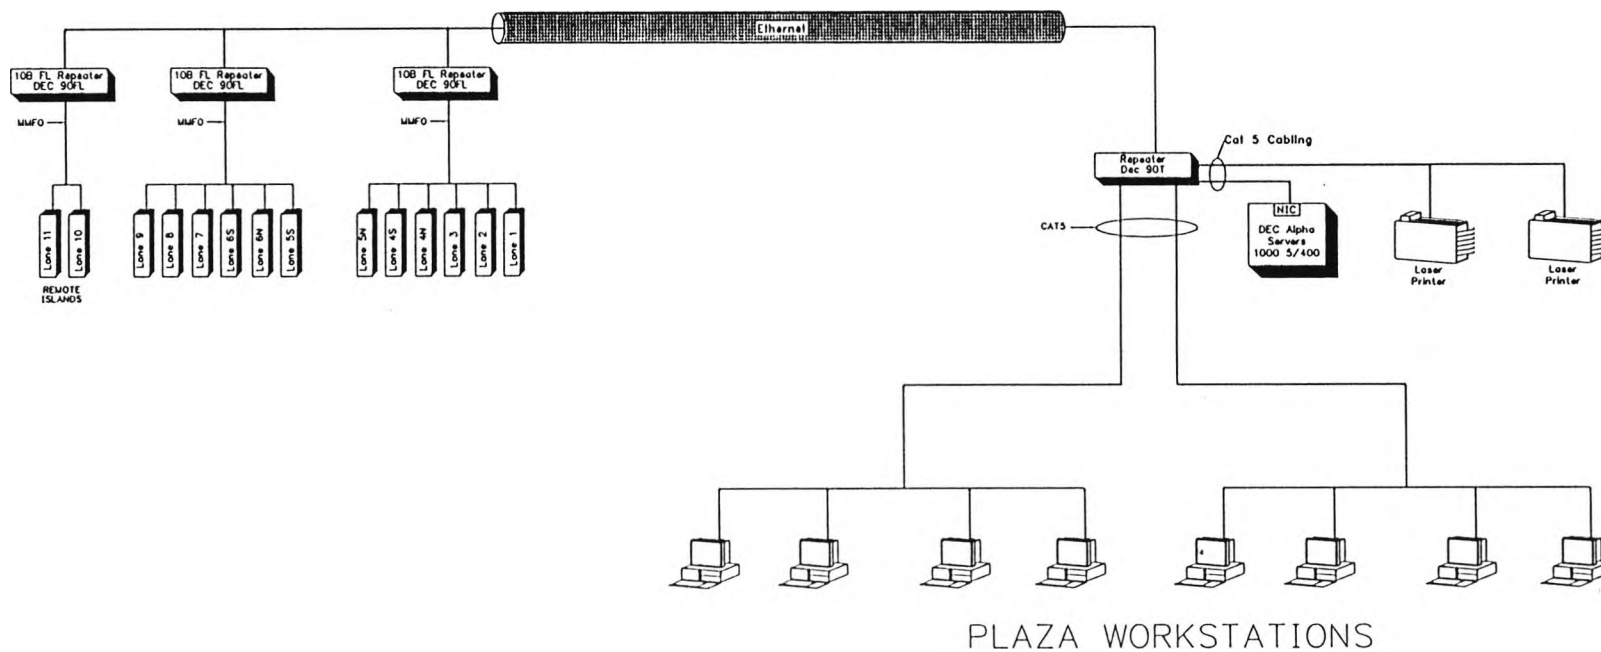 Ethernet
10B FL Repeater
DEC 90FL
10B FL Repeater
DEC 90FL
10B FL Repeater
DEC 90FL
MMFO
MMFO
MMFO
Cat 5 Cabling
Repeater
Dec 90T
CAT5
NIC
DEC Alpha
Servers
1000 5/400
Laser
Printer
Laser
Printer
Lane 11
Lane 10
Lane 9
Lane 8
Lane 7
Lane 6S
Lane 6N
Lane 5S
Lane 5N
Lane 4S
Lane 4N
Lane 3
Lane 2
Lane 1
REMOTE
ISLANDS
PLAZA WORKSTATIONS